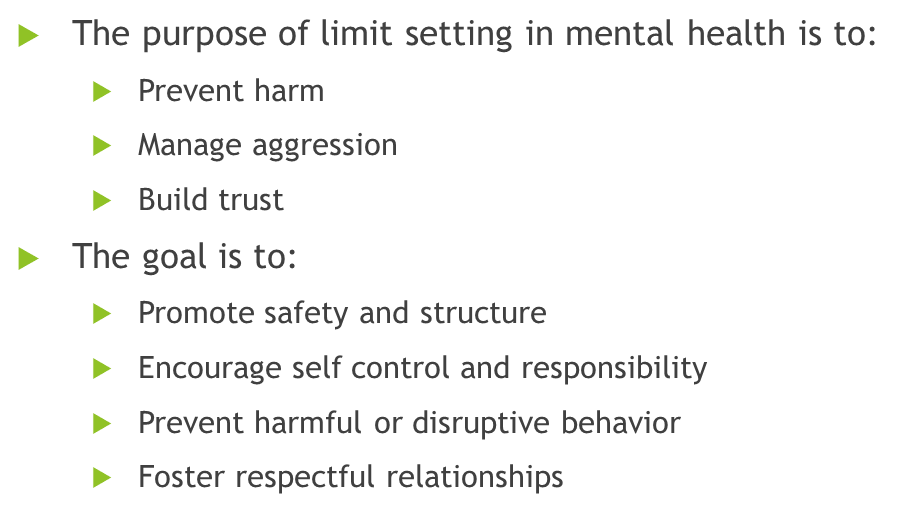 The purpose of limit setting in mental health is to:
Prevent harm
Manage aggression
Build trust
The goal is to:
Promote safety and structure
Encourage self control and responsibility
Prevent harmful or disruptive behavior
Foster respectful relationships